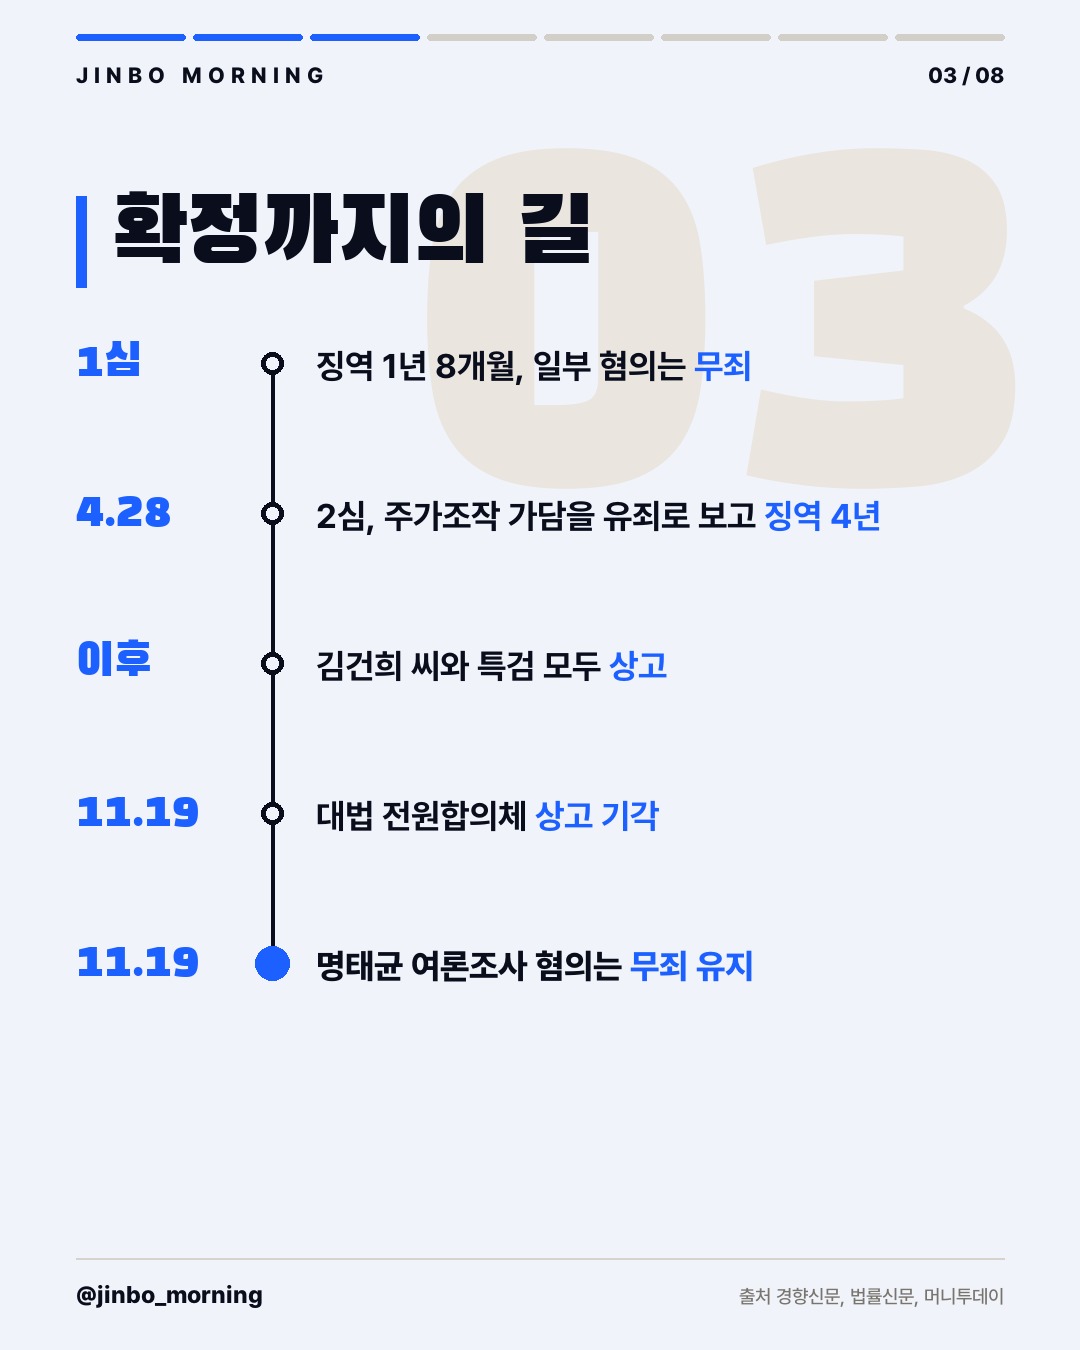 JINBO MORNING
03 / 08
03
확정까지의 길
1심
징역 1년 8개월, 일부 혐의는 무죄
4.28
2심, 주가조작 가담을 유죄로 보고 징역 4년
이후
김건희 씨와 특검 모두 상고
11.19
대법 전원합의체 상고 기각
11.19
명태균 여론조사 혐의는 무죄 유지
@jinbo_morning
출처 경향신문, 법률신문, 머니투데이